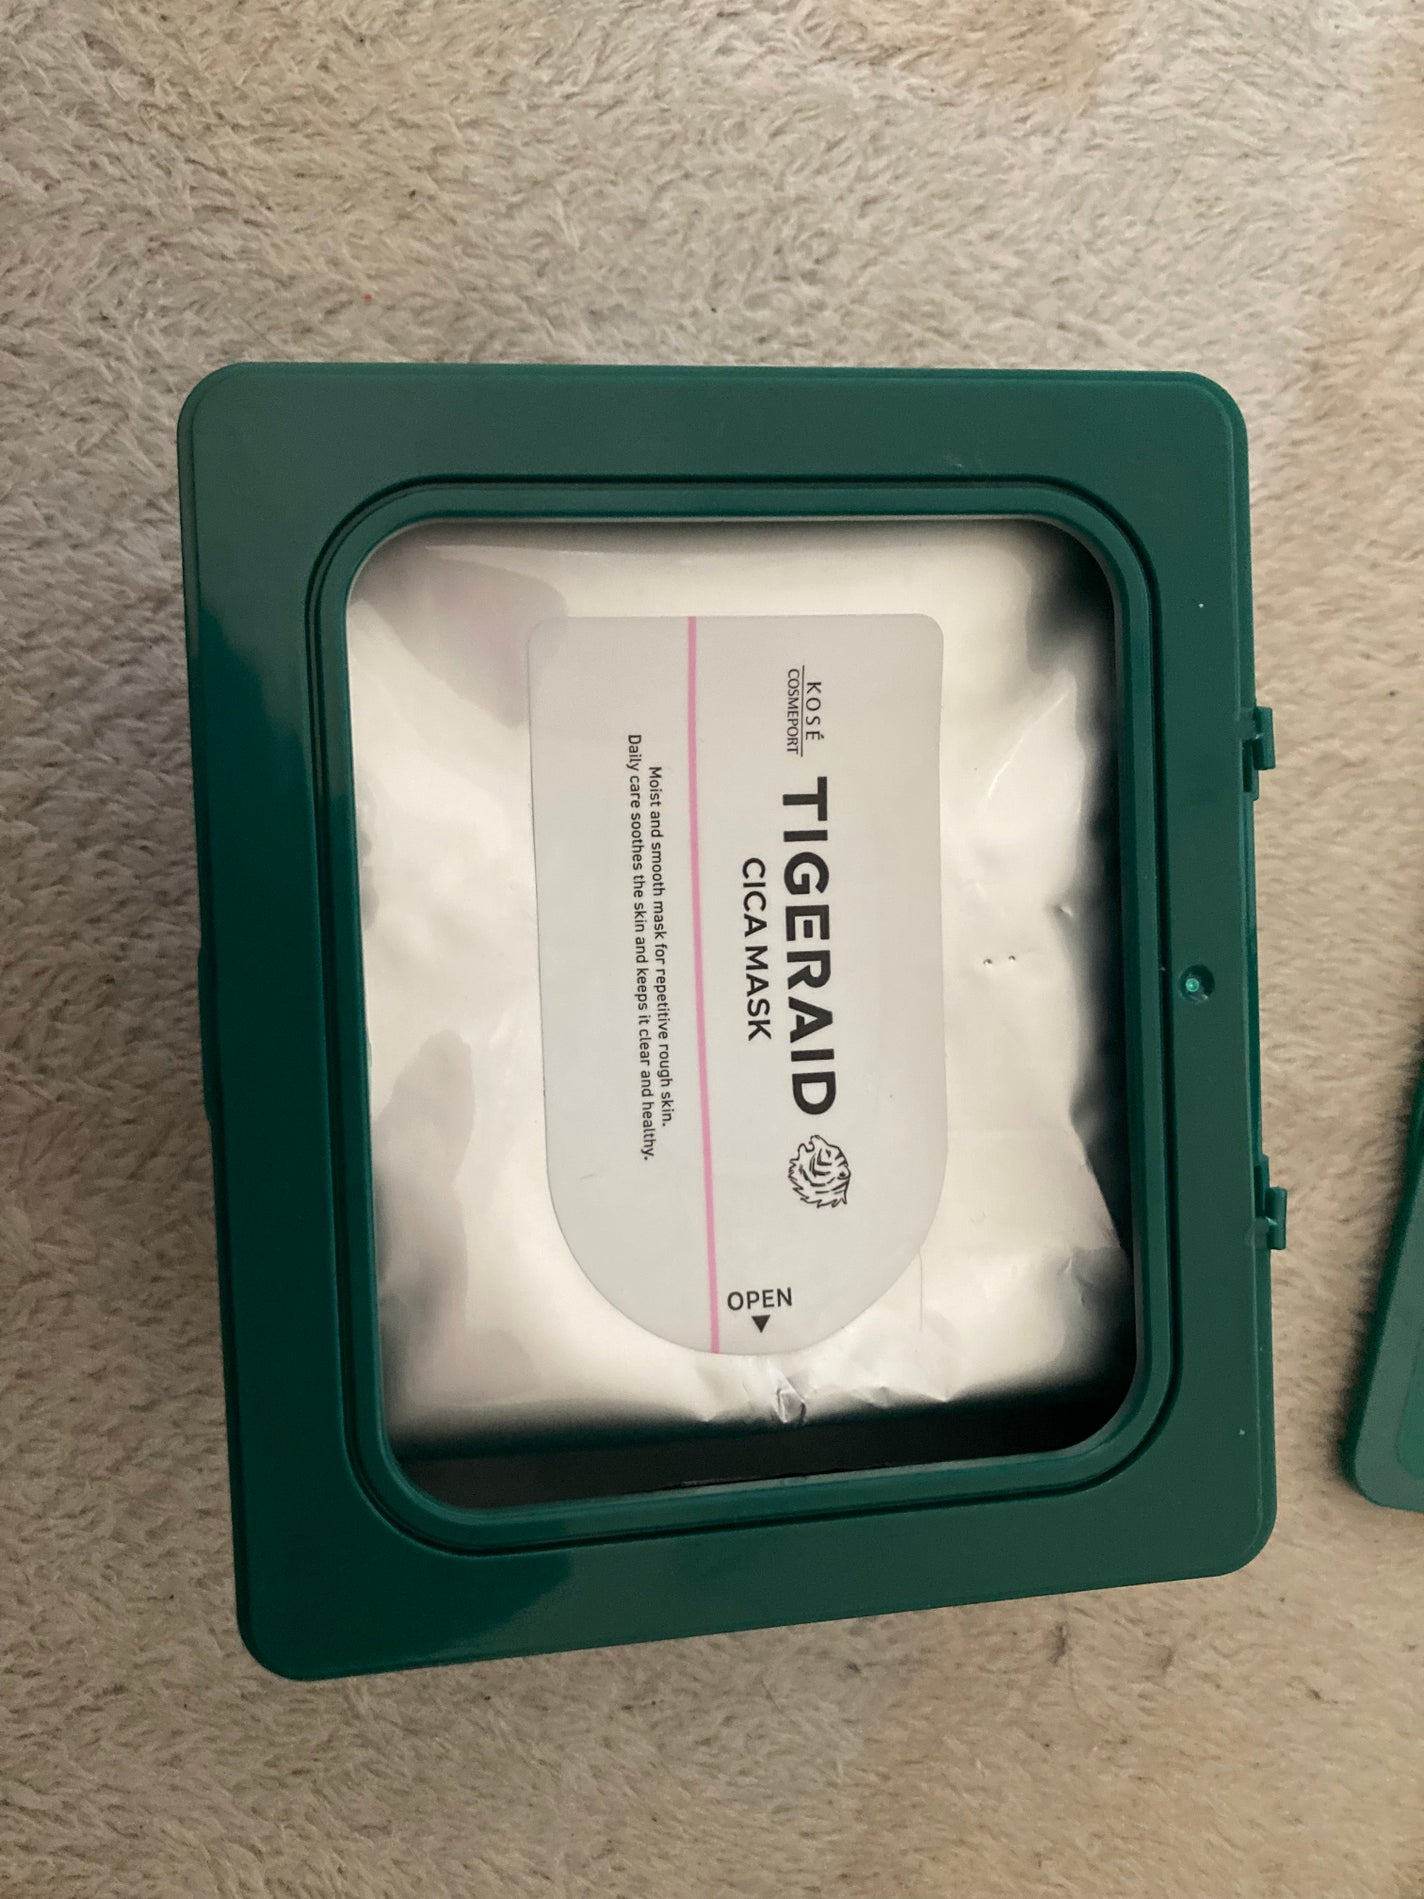 KOSÉ
COSMEPORT
TIGERAID
CICA MASK
Moist and smooth mask for repetitive rough skin.
Daily care soothes the skin and keeps it clear and healthy.
OPEN